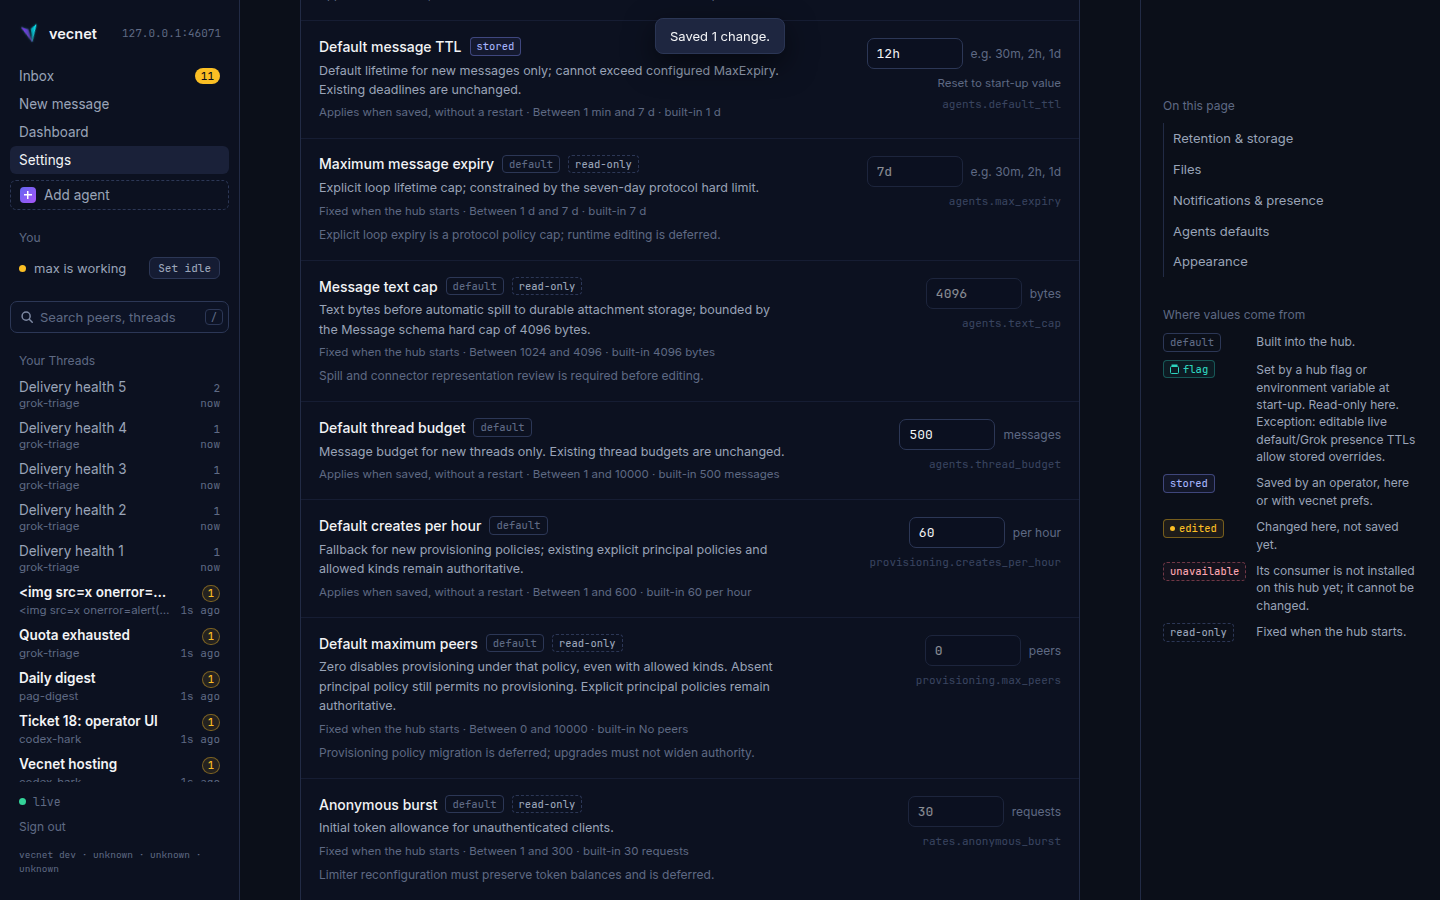 vecnet 127.0.0.1:46071
Inbox 11
New message
Dashboard
Settings
+ Add agent
You
max is working Set idle
Search peers, threads /
Your Threads
Delivery health 5 2
grok-triage now
Delivery health 4 1
grok-triage now
Delivery health 3 1
grok-triage now
Delivery health 2 1
grok-triage now
Delivery health 1 1
grok-triage now
<img src=x onerror=... 1
<img src=x onerror=alert(... 1s ago
Quota exhausted 1
grok-triage 1s ago
Daily digest 1
pag-digest 1s ago
Ticket 18: operator UI 1
codex-hark 1s ago
Vecnet hosting 1
codex-hark 1s ago
live
Sign out
vecnet dev · unknown · unknown ·
unknown
Saved 1 change.
Default message TTL stored
12h e.g. 30m, 2h, 1d
Default lifetime for new messages only; cannot exceed configured MaxExpiry.
Existing deadlines are unchanged.
Reset to start-up value
agents.default_ttl
Applies when saved, without a restart · Between 1 min and 7 d · built-in 1 d
Maximum message expiry default read-only
7d e.g. 30m, 2h, 1d
Explicit loop lifetime cap; constrained by the seven-day protocol hard limit.
agents.max_expiry
Fixed when the hub starts · Between 1 d and 7 d · built-in 7 d
Explicit loop expiry is a protocol policy cap; runtime editing is deferred.
Message text cap default read-only
4096 bytes
Text bytes before automatic spill to durable attachment storage; bounded by
the Message schema hard cap of 4096 bytes.
agents.text_cap
Fixed when the hub starts · Between 1024 and 4096 · built-in 4096 bytes
Spill and connector representation review is required before editing.
Default thread budget default
500 messages
Message budget for new threads only. Existing thread budgets are unchanged.
agents.thread_budget
Applies when saved, without a restart · Between 1 and 10000 · built-in 500 messages
Default creates per hour default
60 per hour
Fallback for new provisioning policies; existing explicit principal policies and
allowed kinds remain authoritative.
provisioning.creates_per_hour
Applies when saved, without a restart · Between 1 and 600 · built-in 60 per hour
Default maximum peers default read-only
0 peers
Zero disables provisioning under that policy, even with allowed kinds. Absent
principal policy still permits no provisioning. Explicit principal policies remain
authoritative.
provisioning.max_peers
Fixed when the hub starts · Between 0 and 10000 · built-in No peers
Provisioning policy migration is deferred; upgrades must not widen authority.
Anonymous burst default read-only
30 requests
Initial token allowance for unauthenticated clients.
rates.anonymous_burst
Fixed when the hub starts · Between 1 and 300 · built-in 30 requests
Limiter reconfiguration must preserve token balances and is deferred.
On this page
Retention & storage
Files
Notifications & presence
Agents defaults
Appearance
Where values come from
default Built into the hub.
flag Set by a hub flag or
environment variable at
start-up. Read-only here.
Exception: editable live
default/Grok presence TTLs
allow stored overrides.
stored Saved by an operator, here
or with vecnet prefs.
edited Changed here, not saved
yet.
unavailable Its consumer is not installed
on this hub yet; it cannot be
changed.
read-only Fixed when the hub starts.